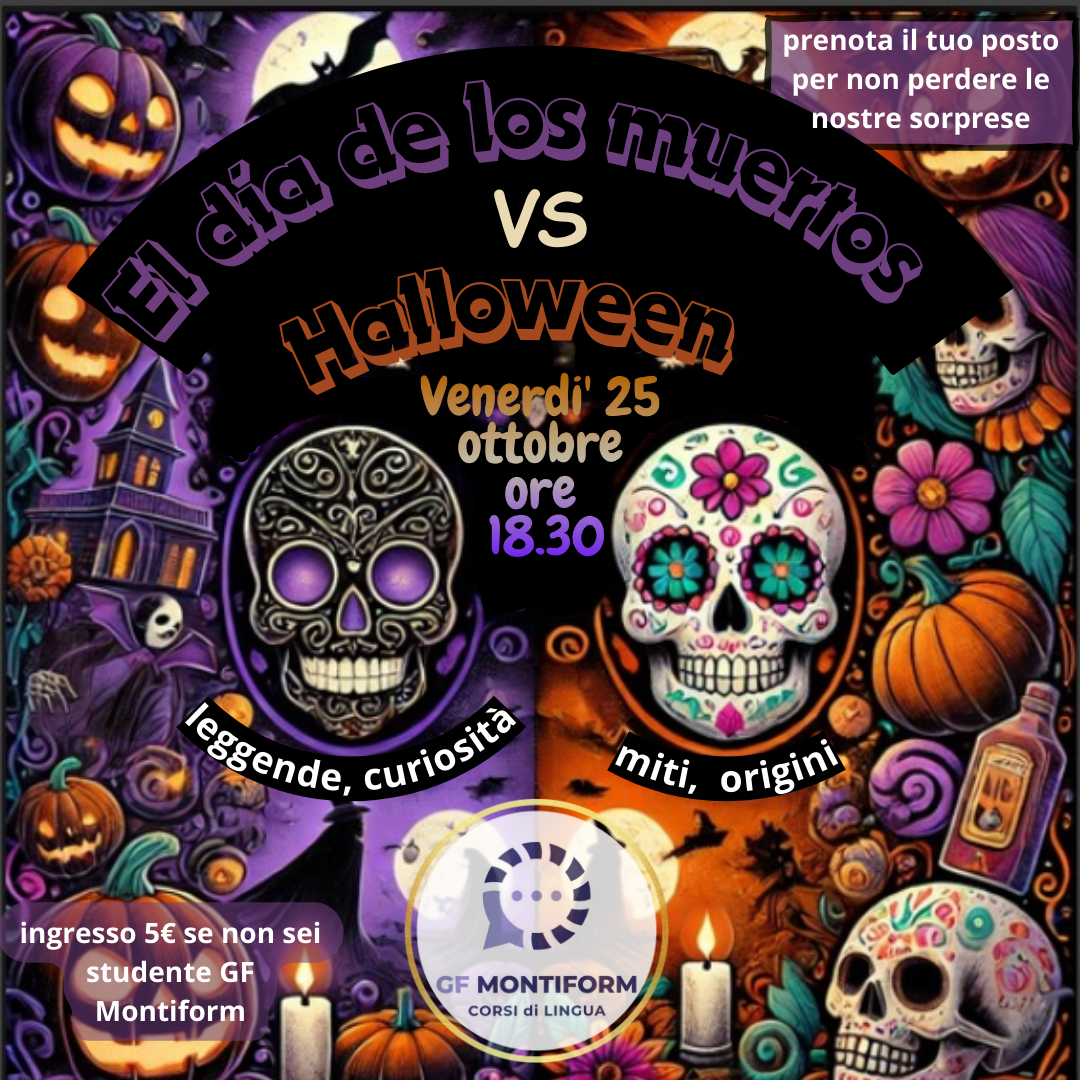 prenota il tuo posto
per non perdere le
nostre sorprese
El día de los muertos
VS
Halloween
Venerdi' 25
ottobre
ore
18.30
leggende, curiosità
miti, origini
ingresso 5€ se non sei
studente GF
Montiform
GF MONTIFORM
CORSI di LINGUA